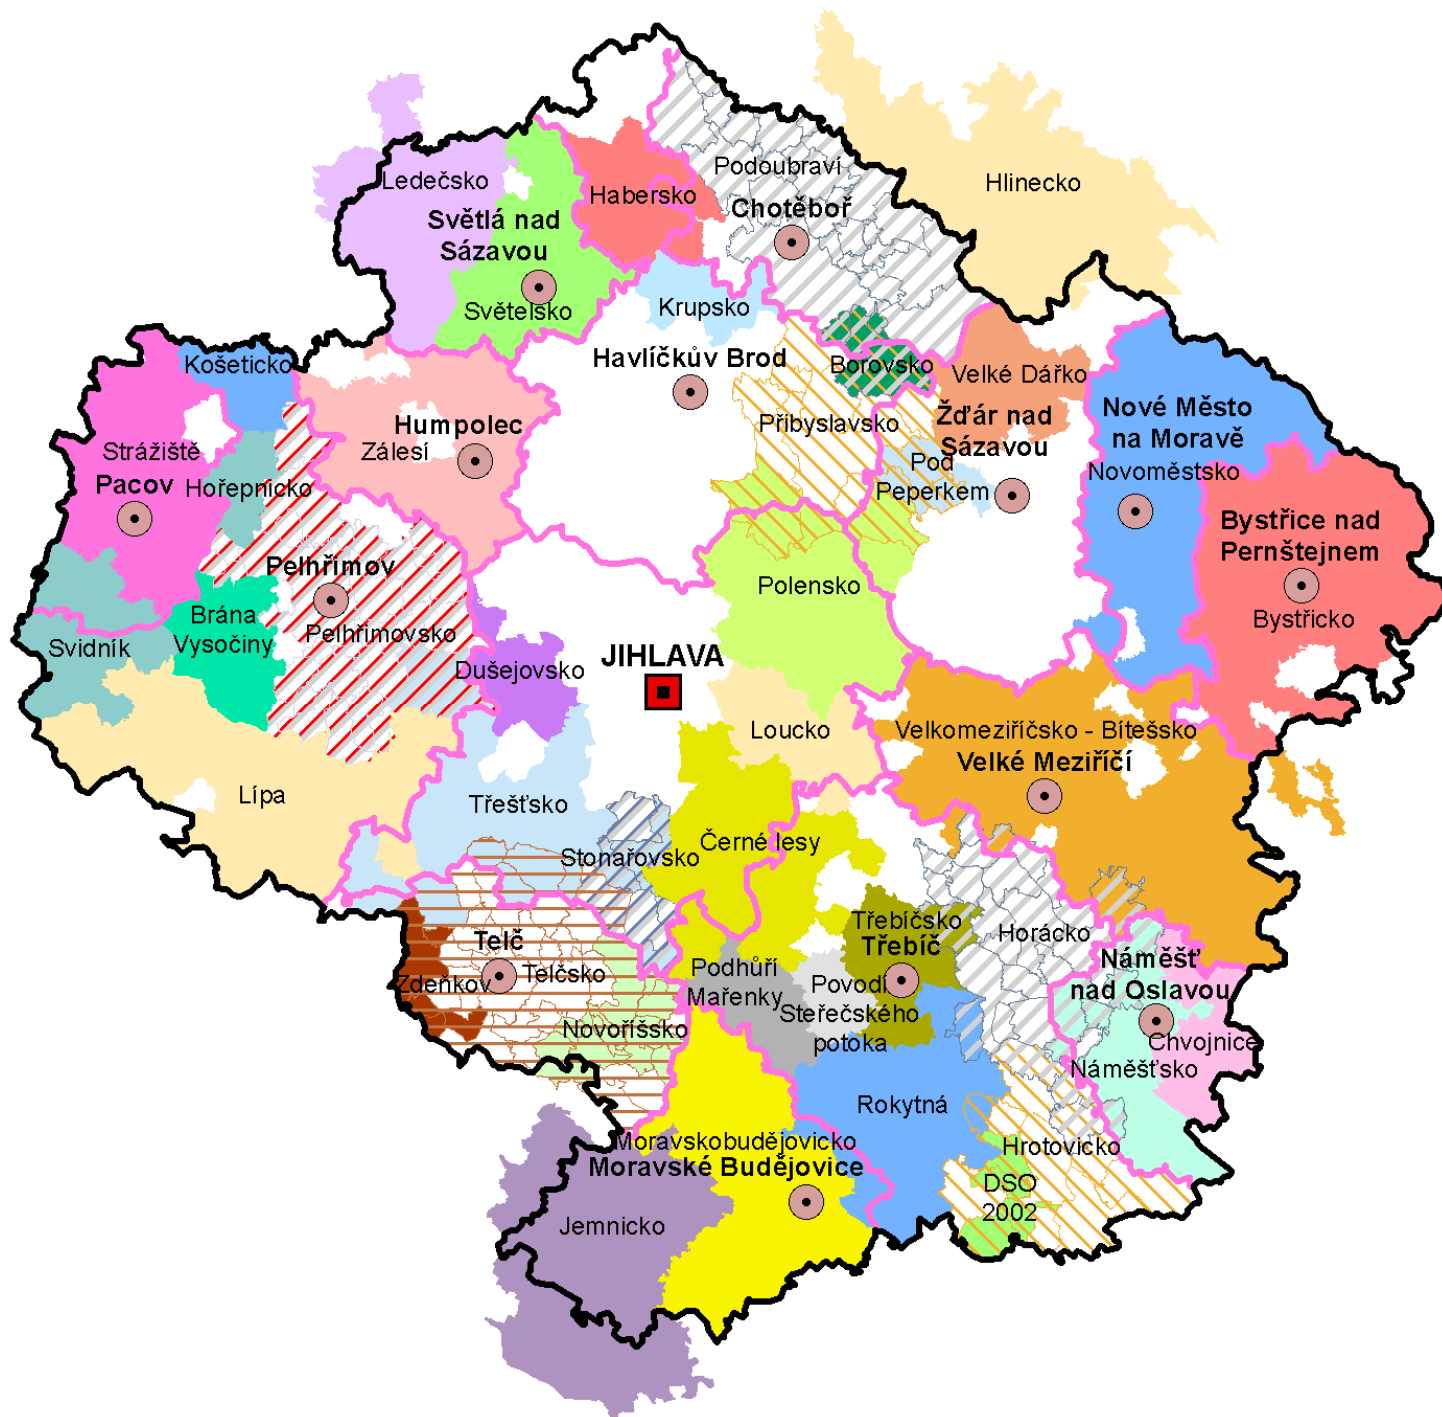 Podoubraví
Ledečsko
Hlinecko
Habersko
Chotěboř
Světlá nad
Sázavou
Krupsko
Světelsko
Havlíčkův Brod
Košeticko
Borovsko
Velké Dářko
Nové Město
na Moravě
Přibyslavsko
Žďár nad
Sázavou
Humpolec
Zálesí
Strážiště
Pod
Peperkem
Novoměstsko
Pacov
Hořepnicko
Bystřice nad
Pernštejnem
Pelhřimov
Polensko
Brána
Vysočiny
Bystřicko
Pelhřimovsko
Svidník
JIHLAVA
Dušejovsko
Loucko
Velkomeziříčsko - Bítešsko
Velké Meziříčí
Lípa
Třešťsko
Černé lesy
Stonařovsko
Třebíčsko
Třebíč
Horácko
Telč
Telčsko
Zdeňkov
Podhůří
Mařenky
Povodí
Steřečského
potoka
Náměšť
nad Oslavou
Novoříšsko
Chvojnice
Náměšťsko
Rokytná
Moravskobudějovicko
Moravské Budějovice
Hrotovicko
DSO
2002
Jemnicko